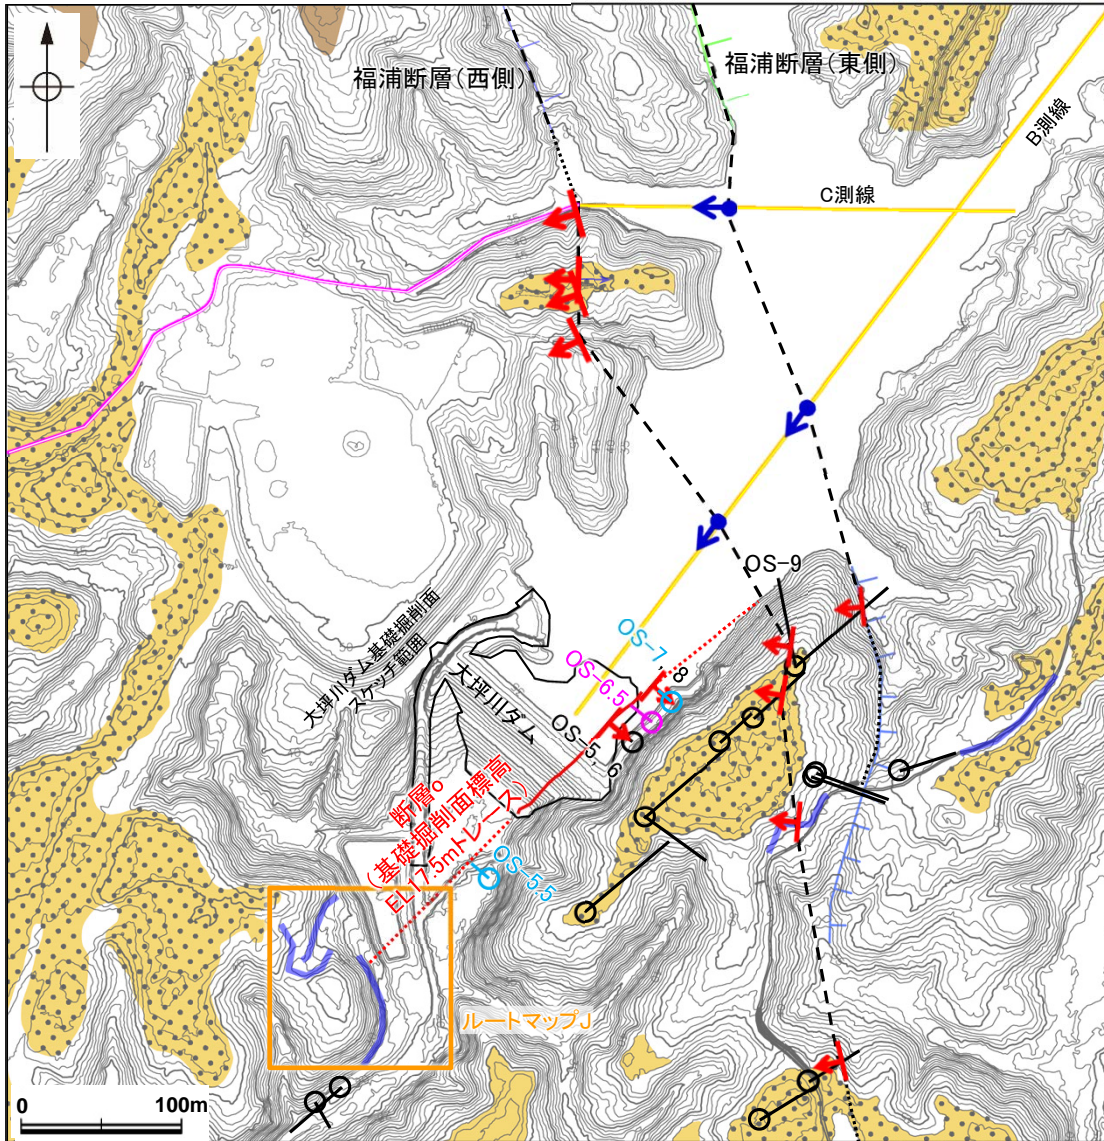 福浦断層(西側)
福浦断層(東側)
B測線
C測線
OS-9
大坪川ダム基礎掘削面
スケッチ範囲
大坪川ダム
OS-7, 8
OS-6.5
OS-5, 6
断層o
(基礎掘削面標高
EL17.5mトレース)
OS-5.5
ルートマップJ
0 100m